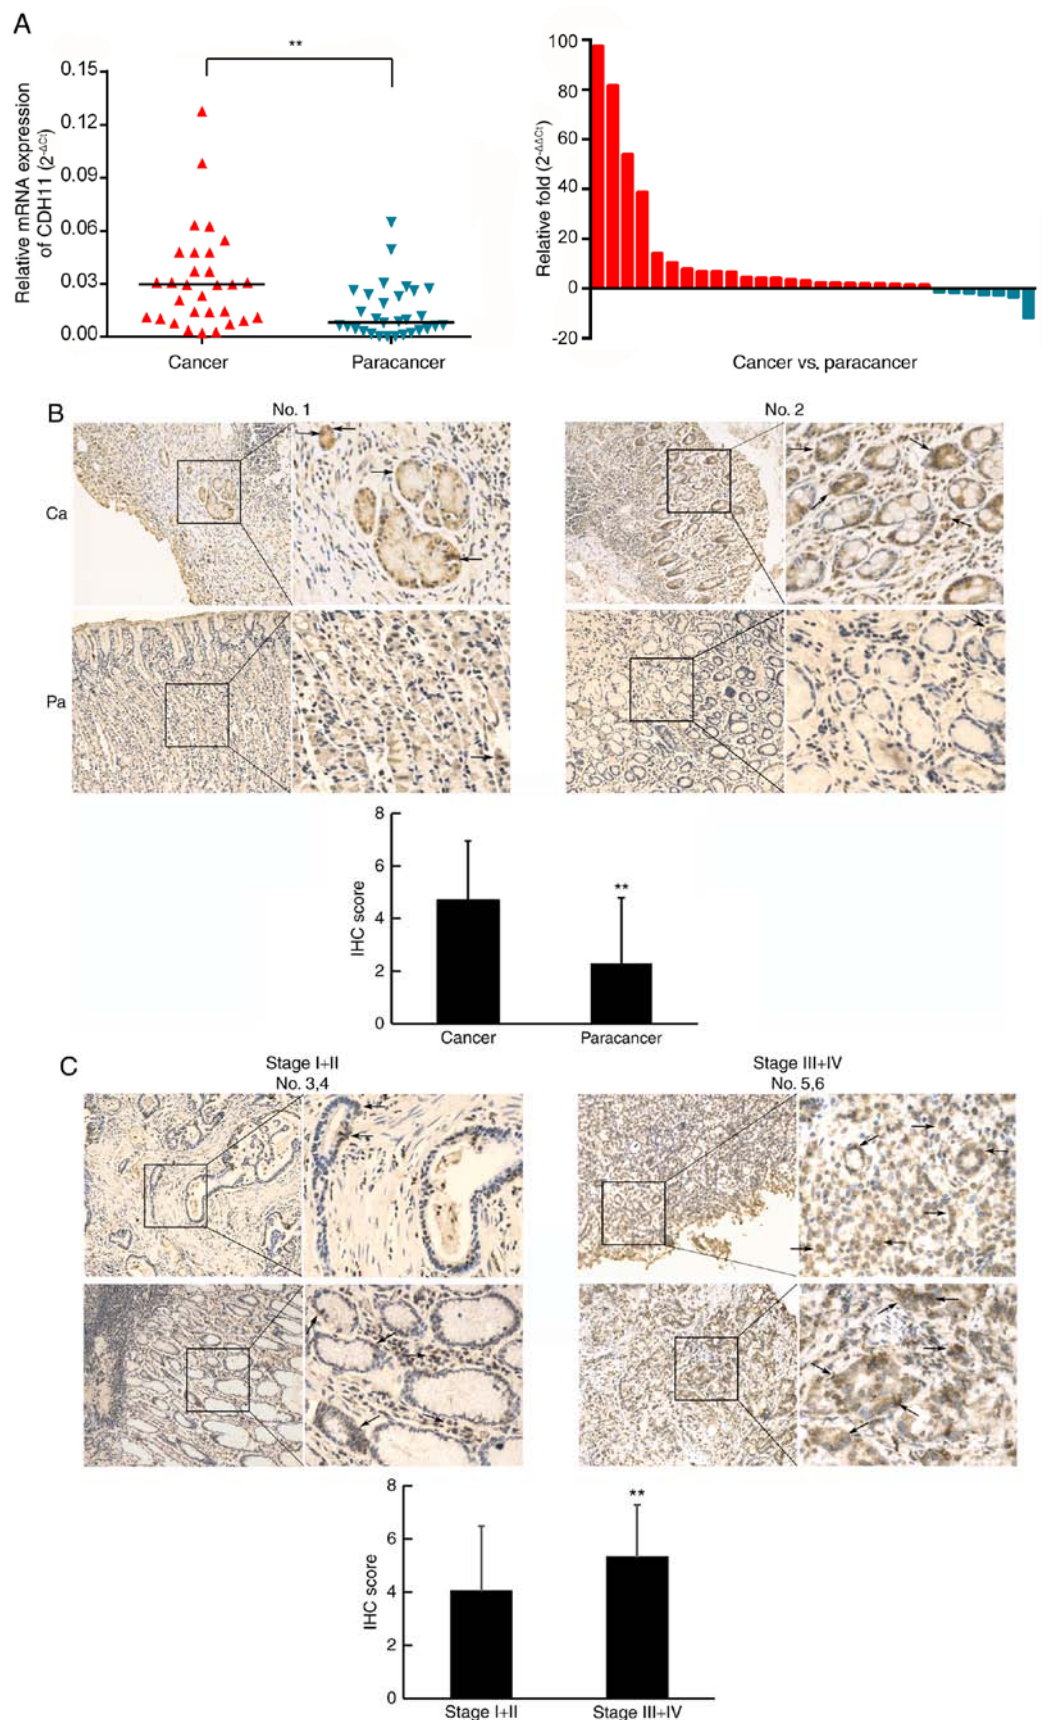 A
**
Relative mRNA expression
of CDH11 (2-ΔCt)
0.15
0.12
0.09
0.06
0.03
0.00
Cancer
Paracancer
Relative fold (2-ΔΔCt)
100
80
60
40
20
0
-20
Cancer vs. paracancer
B
No. 1
No. 2
Ca
Pa
IHC score
8
6
4
2
0
**
Cancer
Paracancer
C
Stage I+II
No. 3,4
Stage III+IV
No. 5,6
IHC score
8
6
4
2
0
**
Stage I+II
Stage III+IV